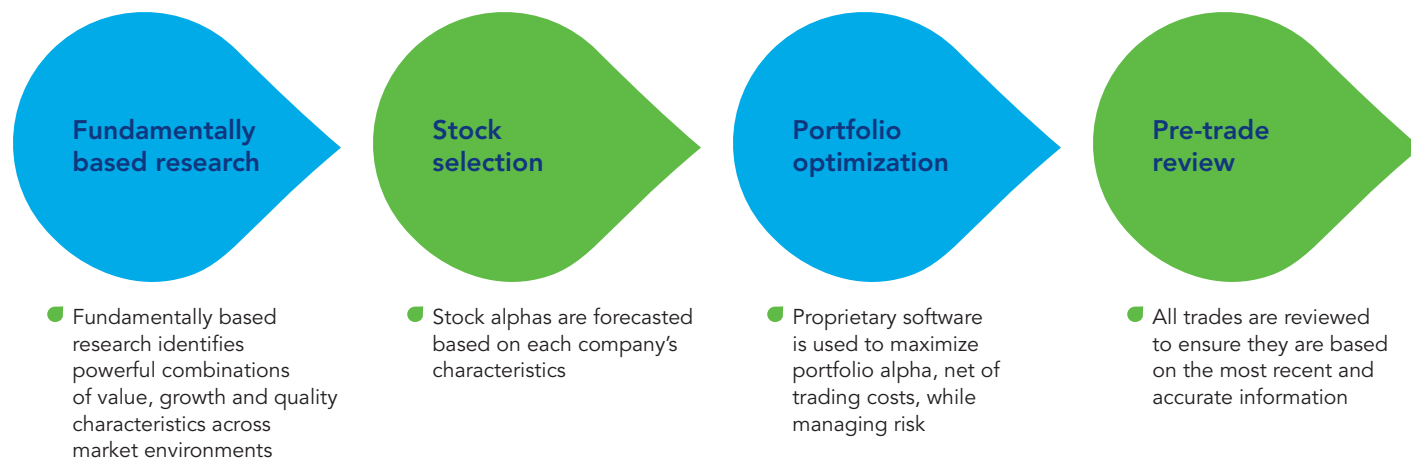 Fundamentally
based research
Stock
selection
Portfolio
optimization
Pre-trade
review
Fundamentally based
research identifies
powerful combinations
of value, growth and quality
characteristics across
market environments
Stock alphas are forecasted
based on each company’s
characteristics
Proprietary software
is used to maximize
portfolio alpha, net of
trading costs, while
managing risk
All trades are reviewed
to ensure they are based
on the most recent and
accurate information